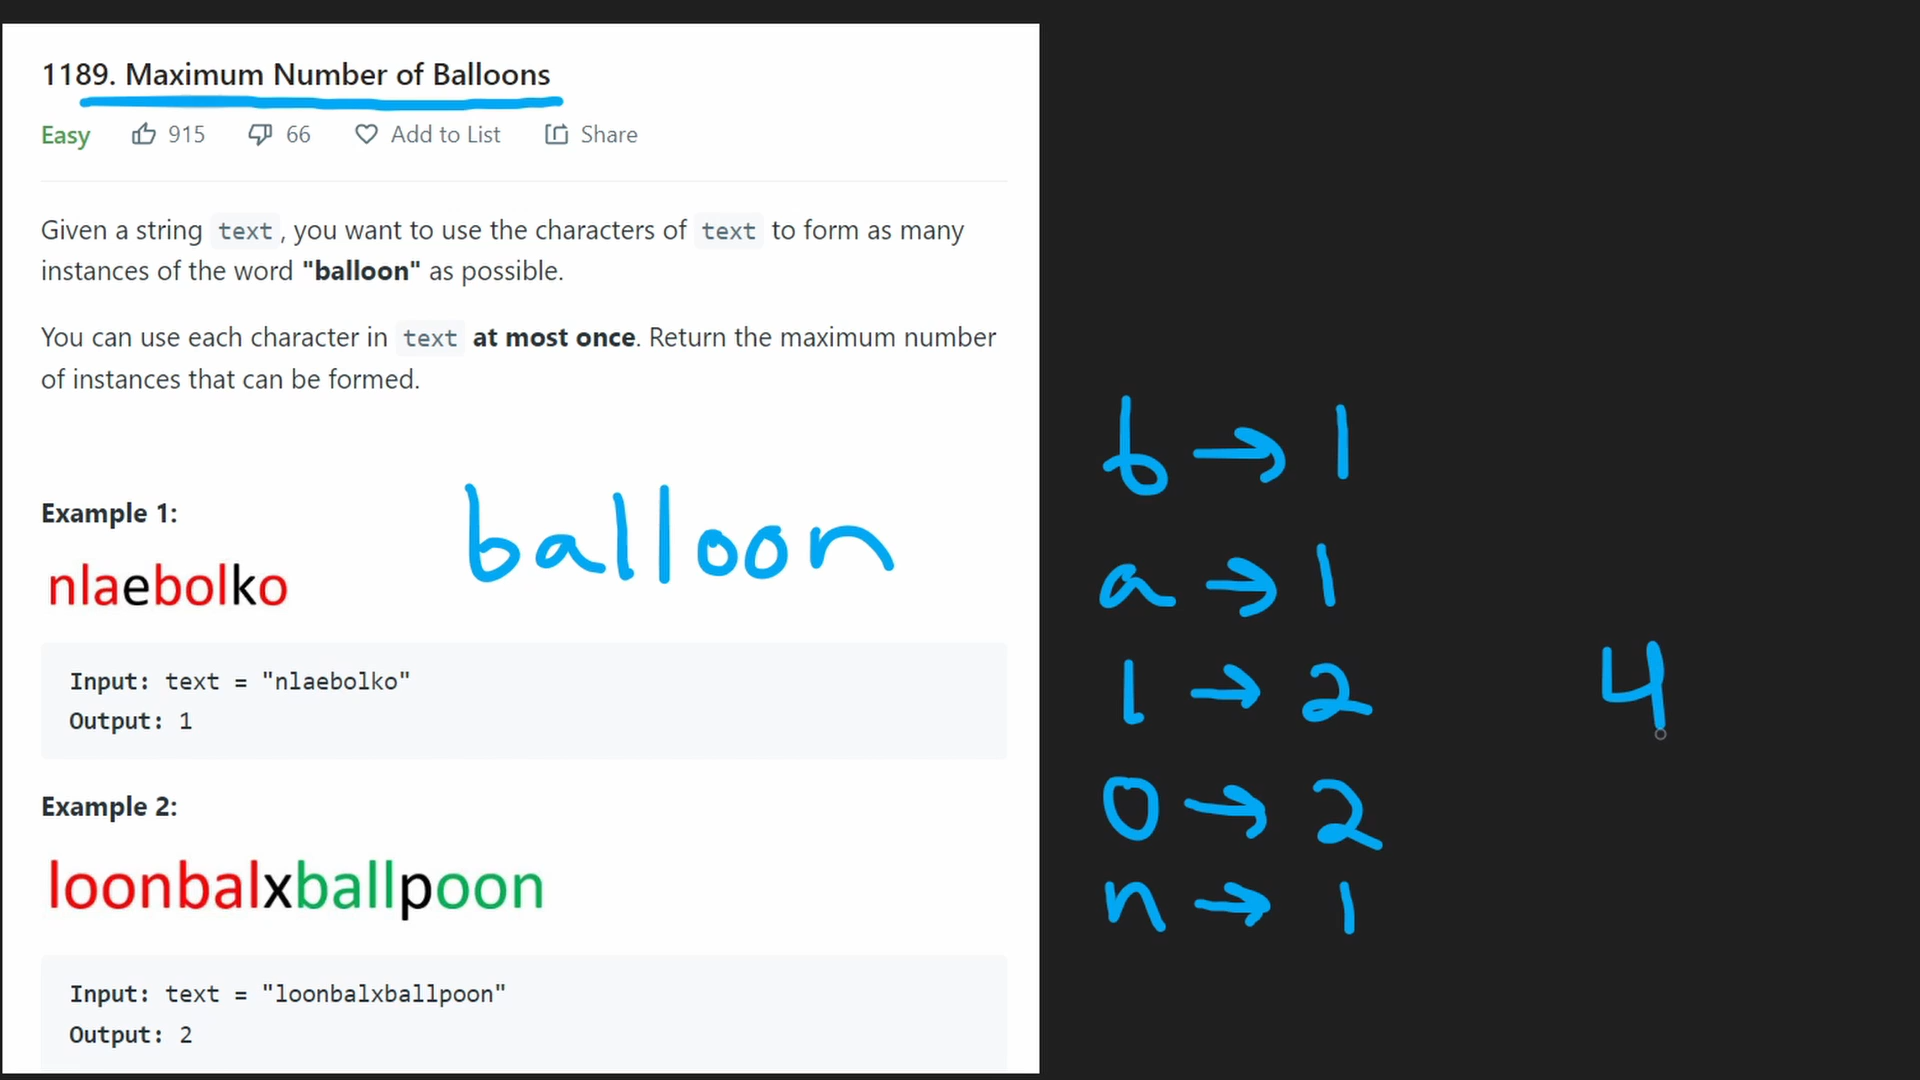 1189. Maximum Number of Balloons
Easy 915 66 Add to List Share
Given a string text, you want to use the characters of text to form as many
instances of the word "balloon" as possible.
You can use each character in text at most once. Return the maximum number
of instances that can be formed.
Example 1:
balloon
nlaebolko
Input: text = "nlaebolko"
Output: 1
Example 2:
loonbalxballpoon
Input: text = "loonbalxballpoon"
Output: 2
b → 1
a → 1
l → 2
o → 2
n → 1
4